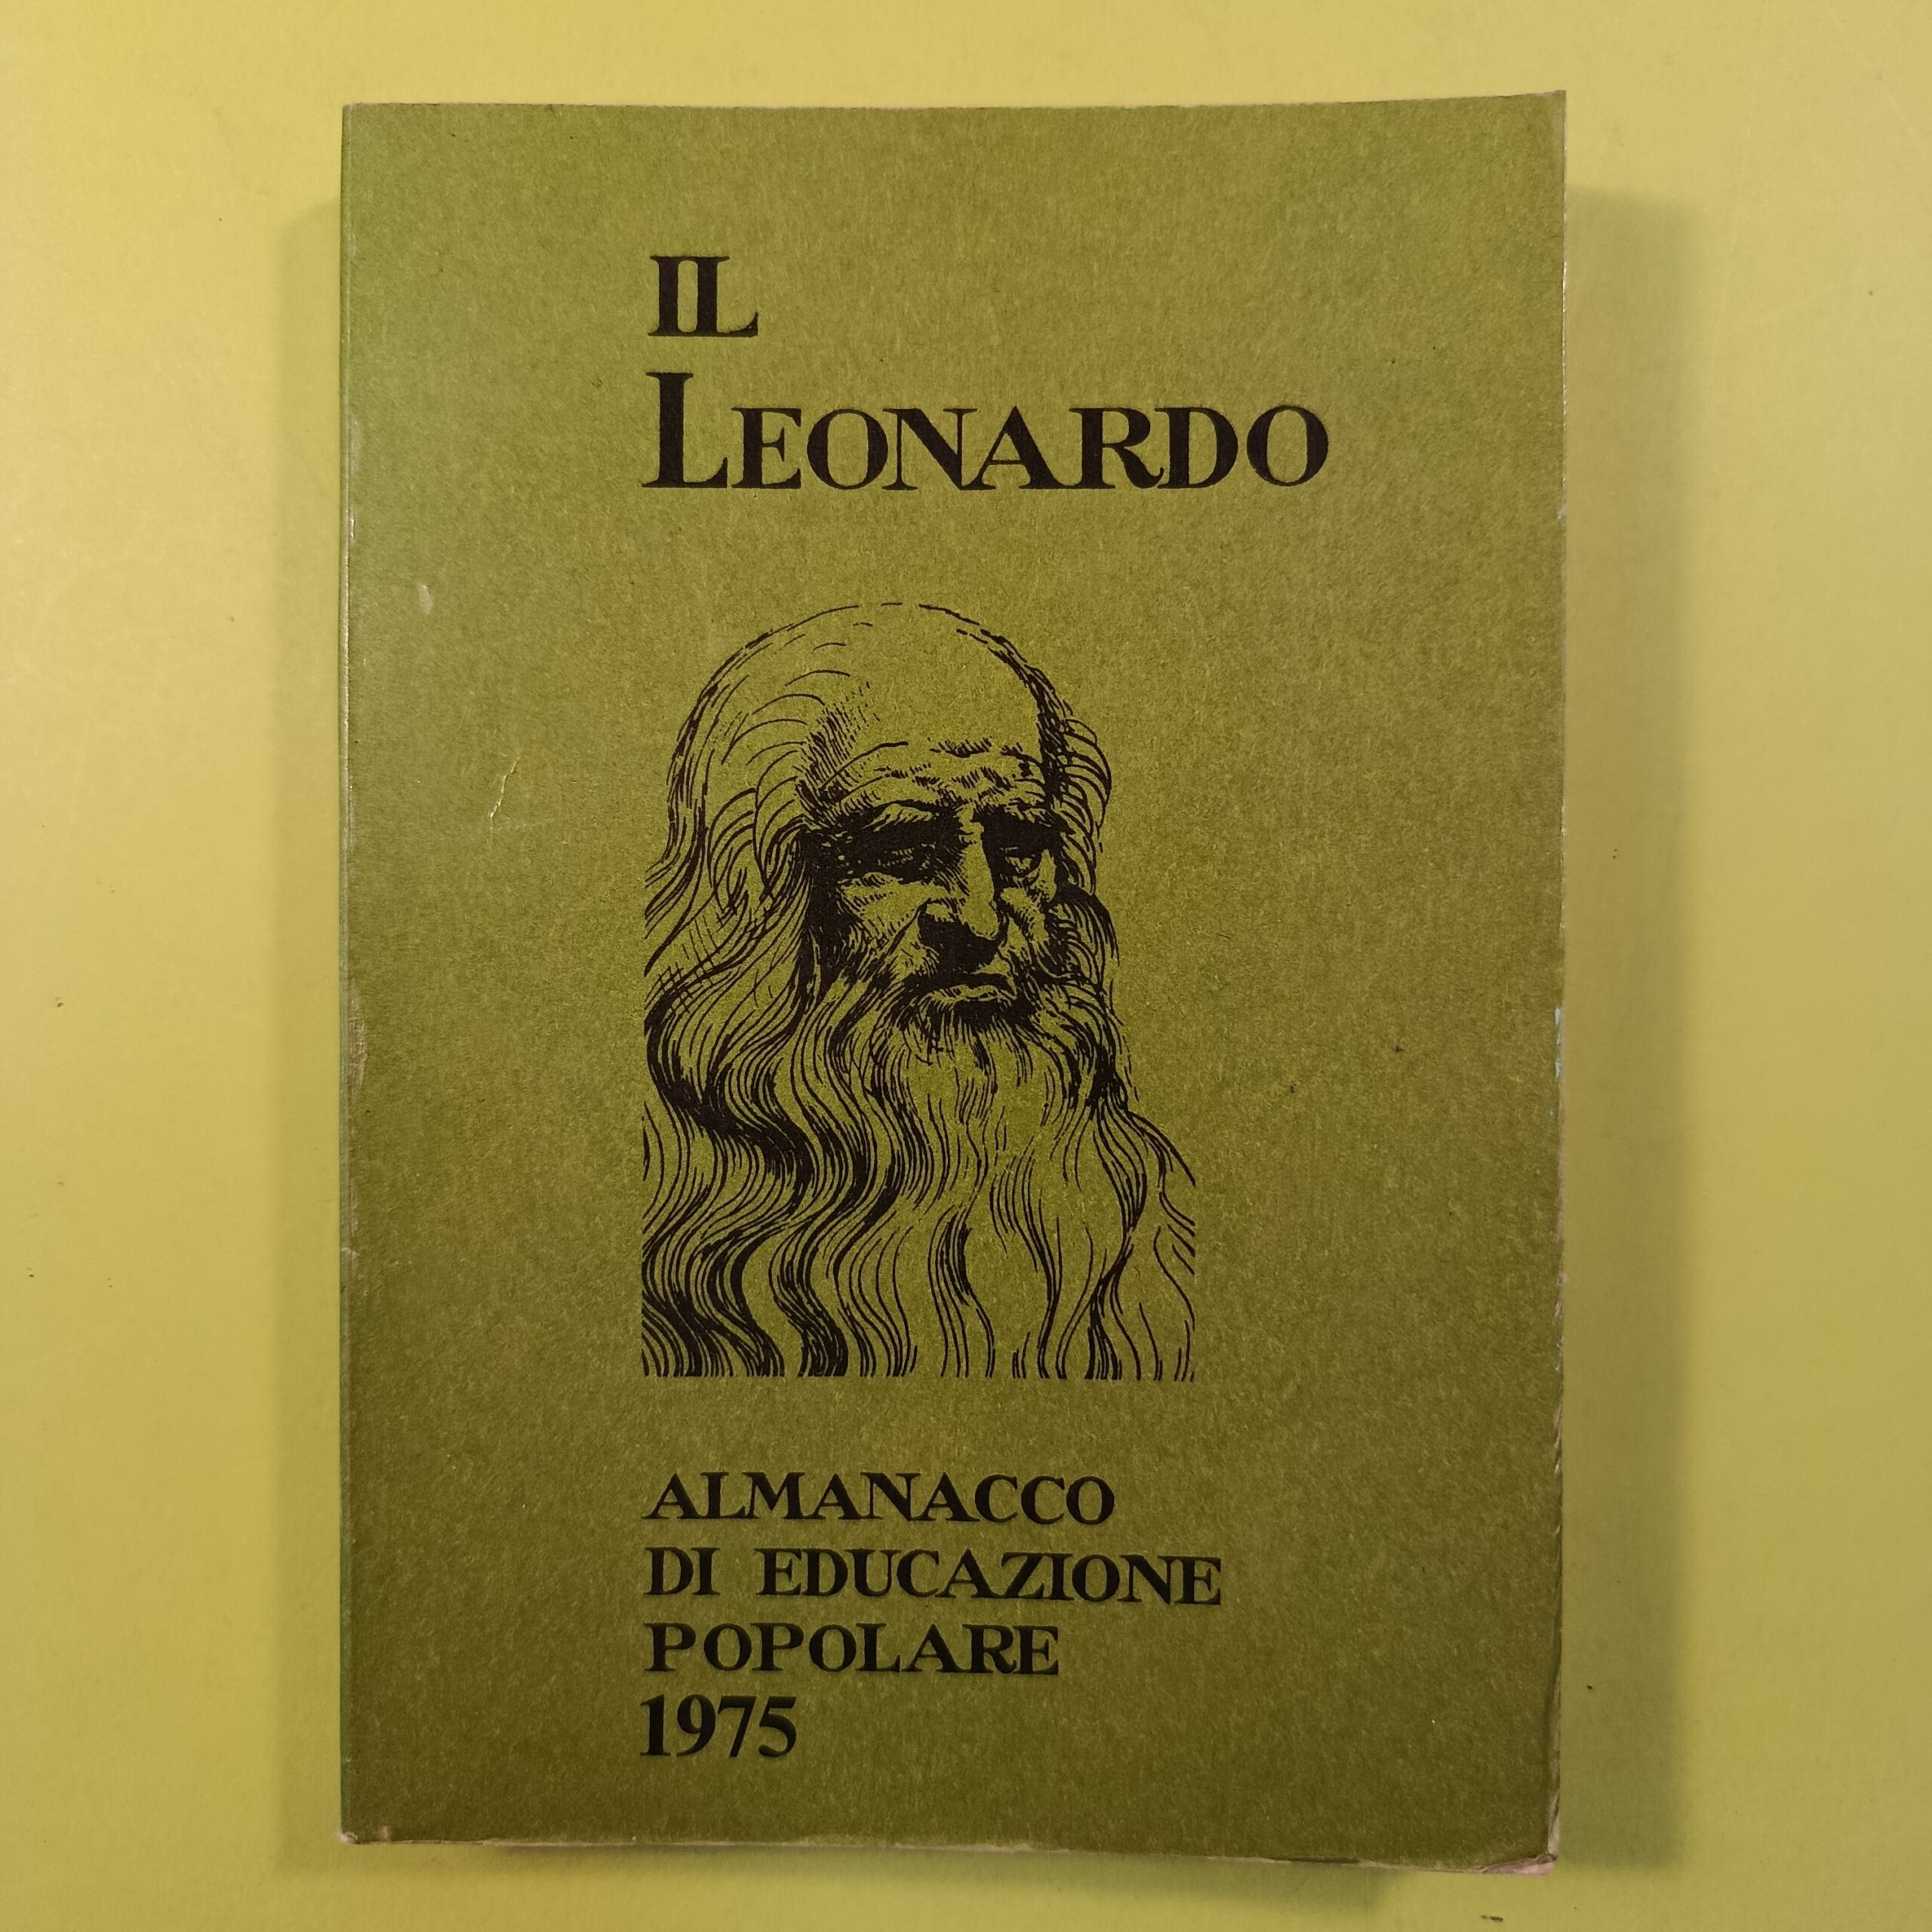 IL
LEONARDO
ALMANACCO
DI EDUCAZIONE
POPOLARE
1975